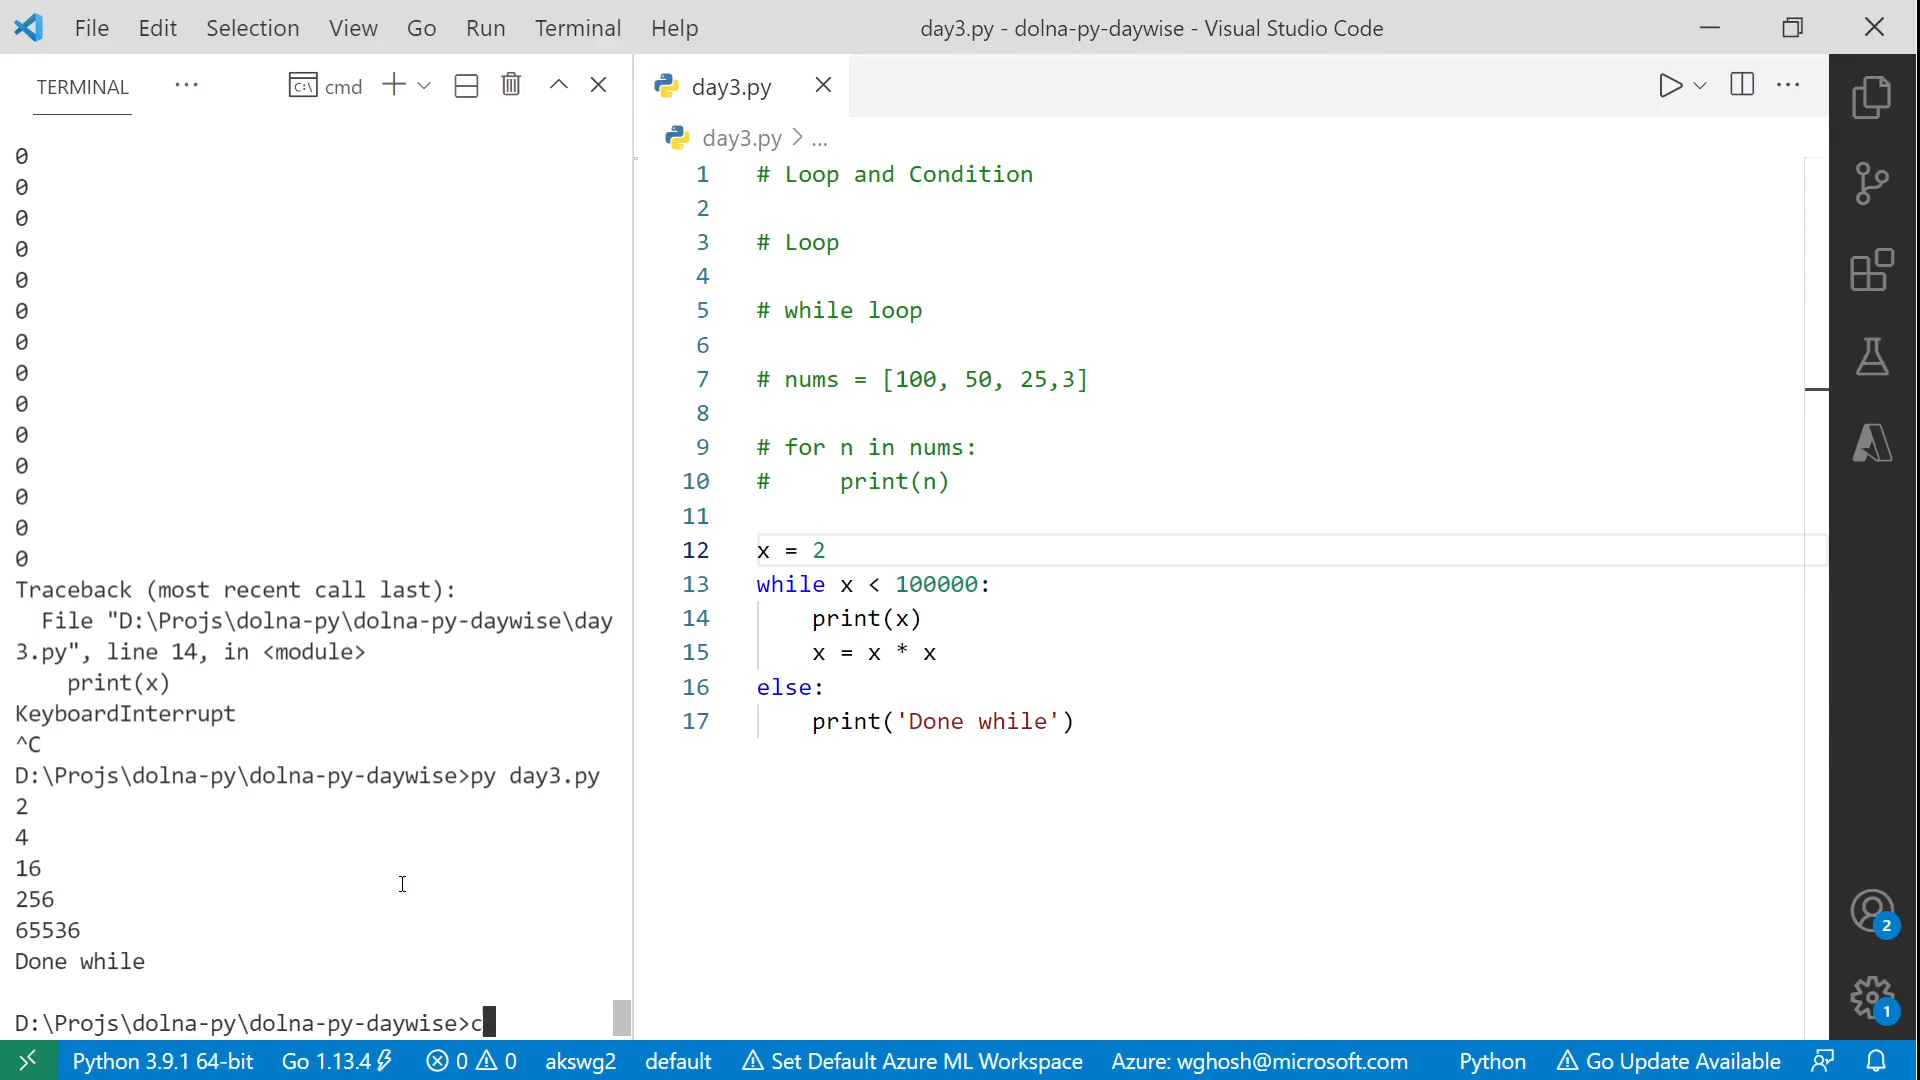 File Edit Selection View Go Run Terminal Help
day3.py - dolna-py-daywise - Visual Studio Code
TERMINAL ... cmd
0
0
0
0
0
0
0
0
0
0
0
0
0
0
Traceback (most recent call last):
File "D:\Projs\dolna-py\dolna-py-daywise\day
3.py", line 14, in <module>
print(x)
KeyboardInterrupt
^C
D:\Projs\dolna-py\dolna-py-daywise>py day3.py
2
4
16
256
65536
Done while
D:\Projs\dolna-py\dolna-py-daywise>c
day3.py
day3.py > ...
1 # Loop and Condition
2
3 # Loop
4
5 # while loop
6
7 # nums = [100, 50, 25,3]
8
9 # for n in nums:
10 #     print(n)
11
12 x = 2
13 while x < 100000:
14     print(x)
15     x = x * x
16 else:
17     print('Done while')
2
1
Python 3.9.1 64-bit Go 1.13.4 0 0 akswg2 default Set Default Azure ML Workspace Azure: wghosh@microsoft.com Python Go Update Available